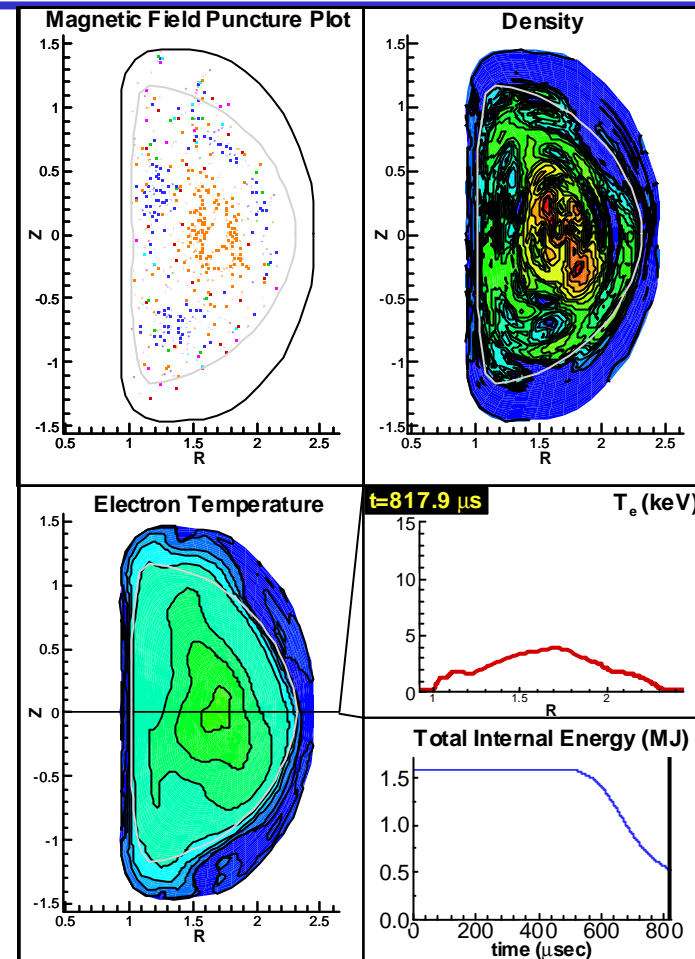 Magnetic Field Puncture Plot
1.5
1
0.5
0
-0.5
-1
-1.5
Z
0.5 1 1.5 2 2.5
R
Density
1.5
1
0.5
0
-0.5
-1
-1.5
Z
0.5 1 1.5 2 2.5
R
Electron Temperature
1.5
1
0.5
0
-0.5
-1
-1.5
Z
0.5 1 1.5 2 2.5
R
t=817.9 μs
T_e (keV)
15
10
5
0
1 1.5 2
R
Total Internal Energy (MJ)
1.5
1.0
0.5
0.0
0 200 400 600 800
time (μsec)